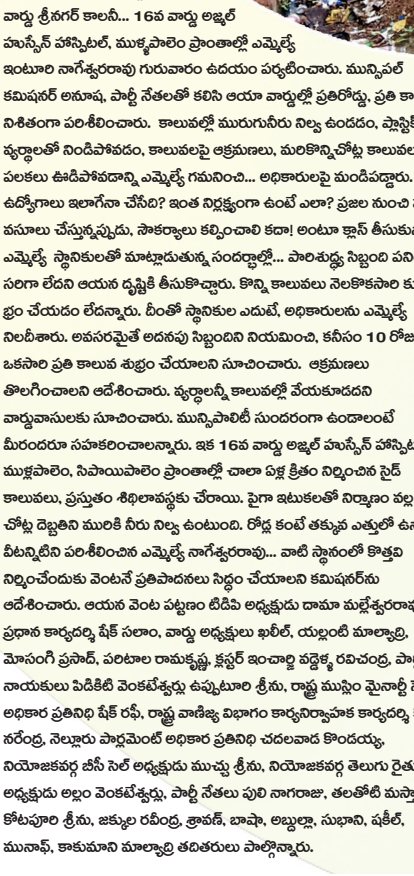 వార్డు శ్రీనగర్ కాలనీ... 16వ వార్డు అజ్మల్
హుస్సేన్ హాస్పిటల్, ముళ్ళపాలెం ప్రాంతాల్లో ఎమ్మెల్యే
ఇంటూరి నాగేశ్వరరావు గురువారం ఉదయం పర్యటించారు. మున్సిపల్
కమిషనర్ అనూష, పార్టీ నేతలతో కలిసి ఆయా వార్డుల్లో ప్రతిరోడ్డు, ప్రతి కా
నిశితంగా పరిశీలించారు. కాలువల్లో మురుగునీరు నిల్వ ఉండడం, ప్లాస్టిక్
వ్యర్థాలతో నిండిపోవడం, కాలువలపై ఆక్రమణలు, మరికొన్నిచోట్ల కాలువల
పలకలు ఊడిపోవడాన్ని ఎమ్మెల్యే గమనించి... అధికారులపై మండిపడ్డారు.
ఉద్యోగాలు ఇలాగేనా చేసేది? ఇంత నిర్లక్ష్యంగా ఉంటే ఎలా? ప్రజల నుంచి
వసూలు చేస్తున్నప్పుడు, సౌకర్యాలు కల్పించాలి కదా! అంటూ క్లాస్ తీసుకు
ఎమ్మెల్యే స్థానికులతో మాట్లాడుతున్న సందర్భాల్లో... పారిశుద్ధ్య సిబ్బంది పని
సరిగా లేదని ఆయన దృష్టికి తీసుకొచ్చారు. కొన్ని కాలువలు నెలకొకసారి కు
భ్రం చేయడం లేదన్నారు. దీంతో స్థానికుల ఎదుటే, అధికారులను ఎమ్మెల్యే
నిలదీశారు. అవసరమైతే అదనపు సిబ్బందిని నియమించి, కనీసం 10 రోజు
ఒకసారి ప్రతి కాలువ శుభ్రం చేయాలని సూచించారు. ఆక్రమణలు
తొలగించాలని ఆదేశించారు. వ్యర్థాలన్నీ కాలువల్లో వేయకూడదని
వార్డువాసులకు సూచించారు. మున్సిపాలిటీ సుందరంగా ఉండాలంటే
మీరందరూ సహకరించాలన్నారు. ఇక 16వ వార్డు అజ్మల్ హుస్సేన్ హాస్పిట
ముళ్లపాలెం, సిపాయిపాలెం ప్రాంతాల్లో చాలా ఏళ్ల క్రితం నిర్మించిన సైడ్
కాలువలు, ప్రస్తుతం శిథిలావస్థకు చేరాయి. పైగా ఇటుకలతో నిర్మాణం వల్ల
చోట్ల దెబ్బతిని మురికి నీరు నిల్వ ఉంటుంది. రోడ్ల కంటే తక్కువ ఎత్తులో ఉన
వీటన్నిటిని పరిశీలించిన ఎమ్మెల్యే నాగేశ్వరరావు... వాటి స్థానంలో కొత్తవి
నిర్మించేందుకు వెంటనే ప్రతిపాదనలు సిద్ధం చేయాలని కమిషనర్‌ను
ఆదేశించారు. ఆయన వెంట పట్టణం టిడిపి అధ్యక్షుడు దామా మల్లేశ్వరరావు
ప్రధాన కార్యదర్శి షేక్ సలాం, వార్డు అధ్యక్షులు ఖలీల్, యల్లంటి మాల్యాద్రి,
మోసంగి ప్రసాద్, పరిటాల రామకృష్ణ, క్లస్టర్ ఇంచార్జి వడ్డెళ్ళ రవిచంద్ర, పా
నాయకులు పిడికిటి వెంకటేశ్వర్లు ఉప్పుటూరి శ్రీను, రాష్ట్ర ముస్లిం మైనార్టీ
అధికార ప్రతినిధి షేక్ రఫీ, రాష్ట్ర వాణిజ్య విభాగం కార్యనిర్వాహక కార్యదర్శి
నరేంద్ర, నెల్లూరు పార్లమెంట్ అధికార ప్రతినిధి చదలవాడ కొండయ్య,
నియోజకవర్గ బీసీ సెల్ అధ్యక్షుడు ముచ్చు శ్రీను, నియోజకవర్గ తెలుగు రైతు
అధ్యక్షుడు అల్లం వెంకటేశ్వర్లు, పార్టీ నేతలు పులి నాగరాజు, తలతోటి మస్తా
కోటపూరి శ్రీను, జక్కుల రవీంద్ర, శ్రావణ్, బాషా, అబ్దుల్లా, సుభాని, షకీల్,
మునాఫ్, కాకుమాని మాల్యాద్రి తదితరులు పాల్గొన్నారు.